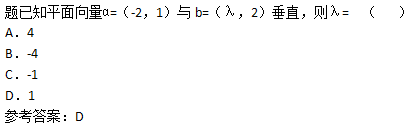 题已知平面向量α=（-2，1）与 b=（λ，2）垂直，则λ= （  ）
A. 4
B. -4
C. -1
D. 1
参考答案：D